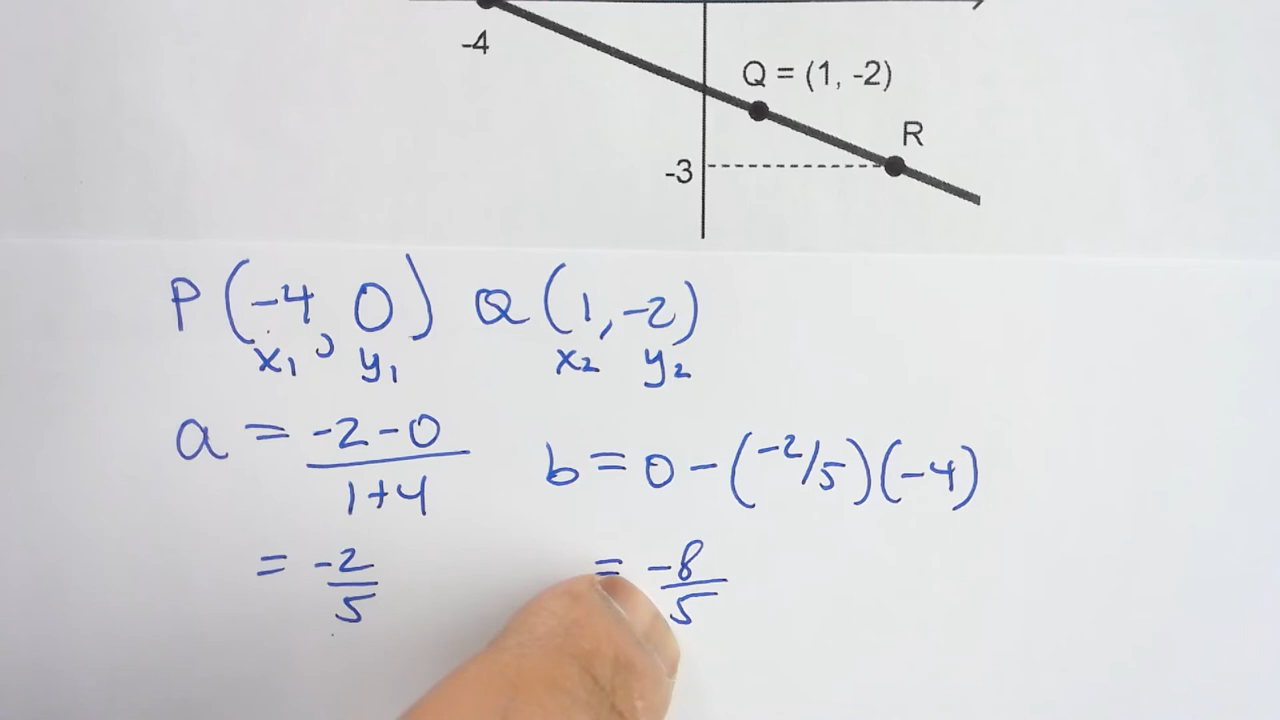 -4
Q = (1, -2)
R
-3
P (-4, 0) Q (1, -2)
x₁ y₁ x₂ y₂
a = -2-0/1+4 b = 0 - (-2/5)(-4)
= -2/5 = -8/5